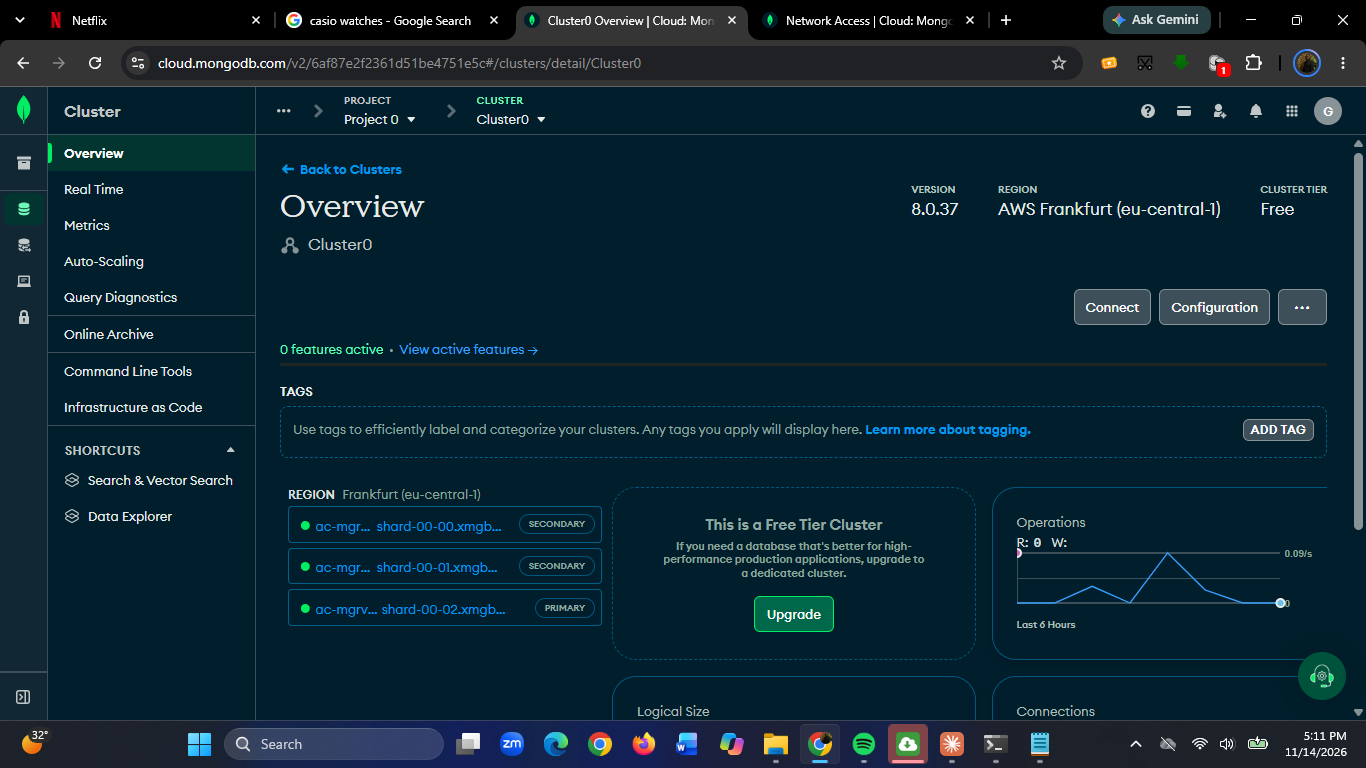 Netflix
casio watches - Google Search
Cluster0 Overview | Cloud: Mon
Network Access | Cloud: Mongo
Ask Gemini
cloud.mongodb.com/v2/6af87e2f2361d51be4751e5c#/clusters/detail/Cluster0
1
Cluster
PROJECT
Project 0
CLUSTER
Cluster0
G
Overview
Real Time
Metrics
Auto-Scaling
Query Diagnostics
Online Archive
Command Line Tools
Infrastructure as Code
SHORTCUTS
Search & Vector Search
Data Explorer
← Back to Clusters
Overview
Cluster0
VERSION
8.0.37
REGION
AWS Frankfurt (eu-central-1)
CLUSTER TIER
Free
Connect
Configuration
...
0 features active • View active features →
TAGS
Use tags to efficiently label and categorize your clusters. Any tags you apply will display here. Learn more about tagging.
ADD TAG
REGION Frankfurt (eu-central-1)
ac-mgr... shard-00-00.xmgb... SECONDARY
ac-mgr... shard-00-01.xmgb... SECONDARY
ac-mgrv... shard-00-02.xmgb... PRIMARY
This is a Free Tier Cluster
If you need a database that's better for high-
performance production applications, upgrade to
a dedicated cluster.
Upgrade
Operations
R: 0 W:
0.09/s
0
Last 6 Hours
Logical Size
Connections
32°
Search
zm
W
5:11 PM
11/14/2026